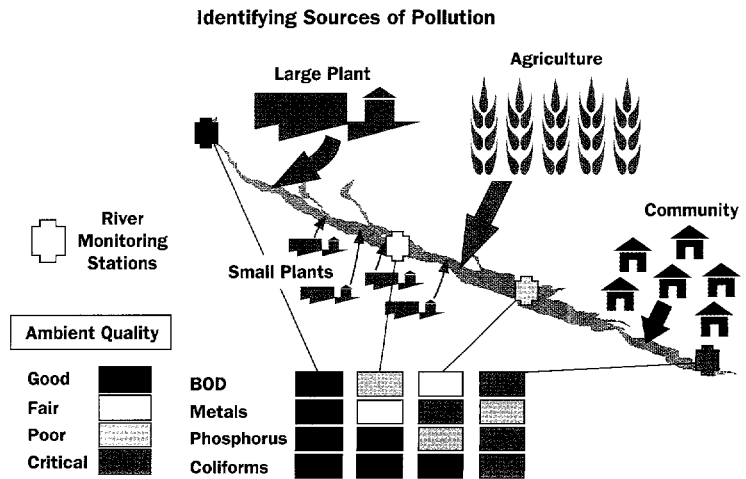 Identifying Sources of Pollution
Agriculture
Large Plant
River
Monitoring
Stations
Community
Small Plants
Ambient Quality
Good
Fair
Poor
Critical
BOD
Metals
Phosphorus
Coliforms